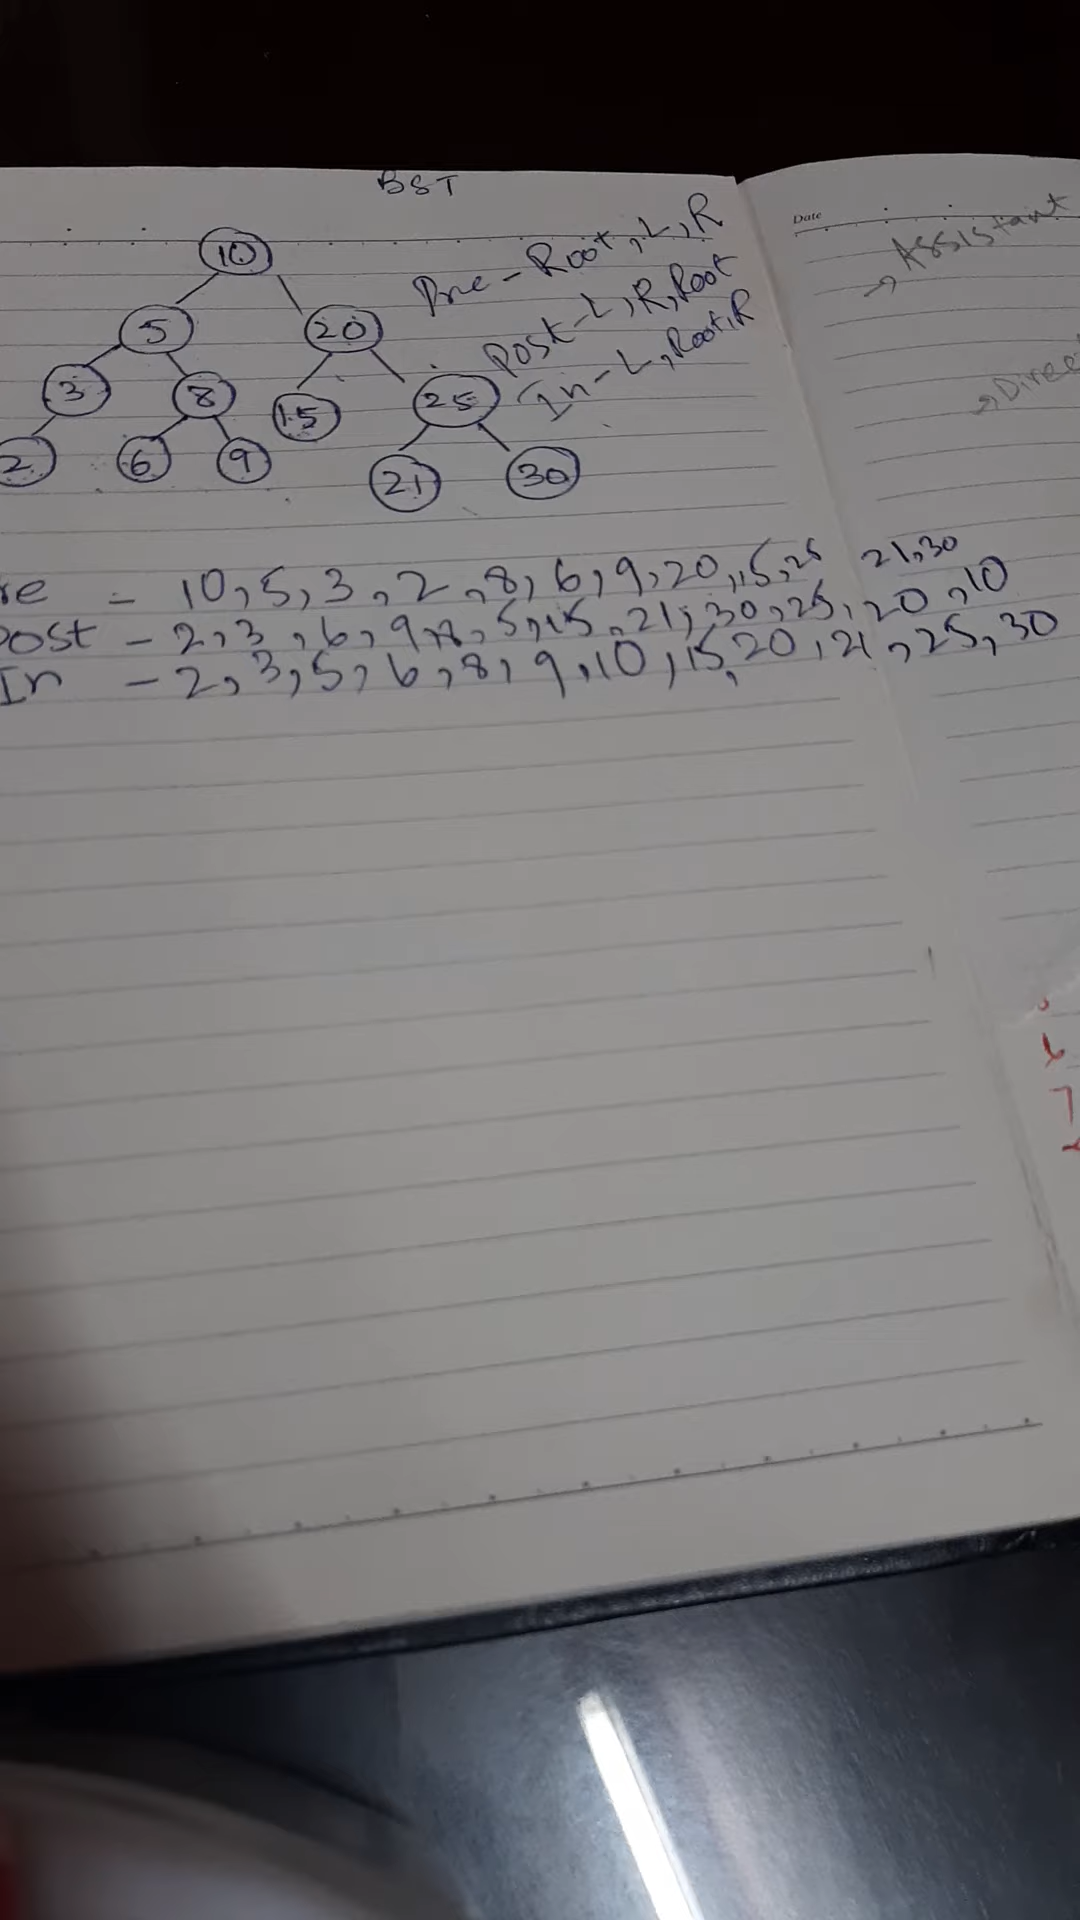 BST
10
Pre - Root, L, R
5 20
Post - L, R, Root
3 8 15 25
In - L, Root, R
2 6 9 21 30
re - 10, 5, 3, 2, 8, 6, 9, 20, 15, 25 21, 30
Post - 2, 3, 6, 9, 8, 5, 15, 21, 30, 25, 20, 10
In - 2, 3, 5, 6, 8, 9, 10, 15, 20, 21, 25, 30
Date
→ Assistant
→ Direc
7